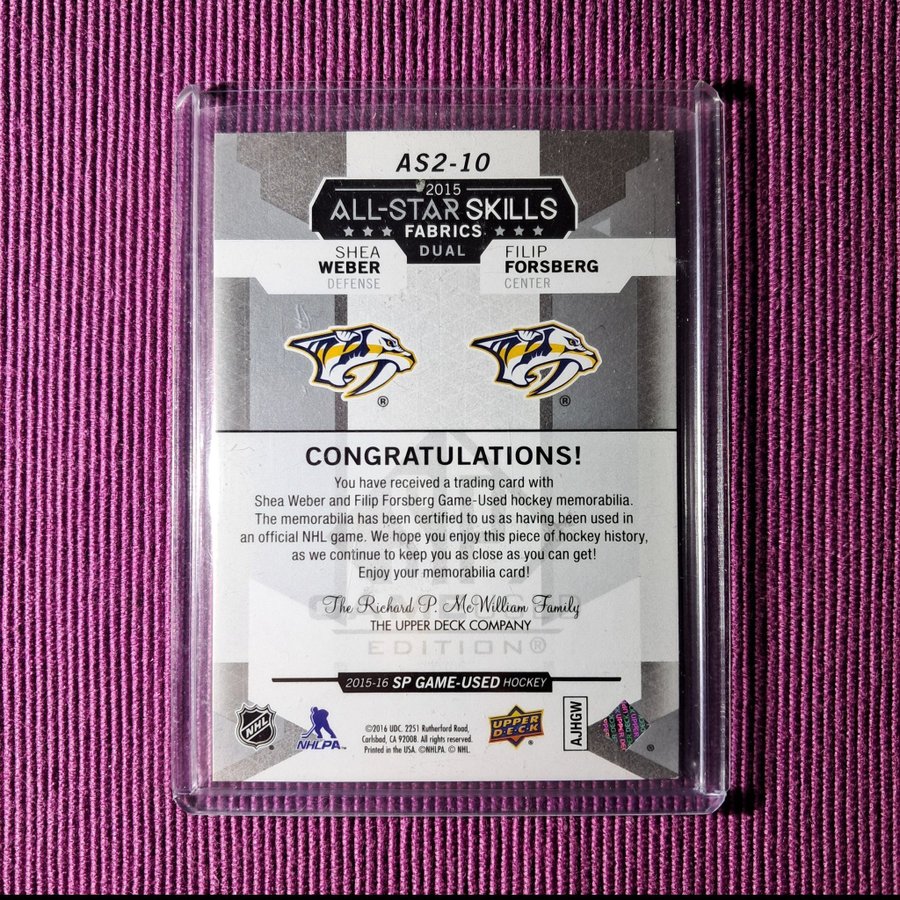 AS2-10
2015
ALL-STAR SKILLS
FABRICS
DUAL
SHEA
WEBER
DEFENSE
FILIP
FORSBERG
CENTER
®
®
CONGRATULATIONS!
You have received a trading card with
Shea Weber and Filip Forsberg Game-Used hockey memorabilia.
The memorabilia has been certified to us as having been used in
an official NHL game. We hope you enjoy this piece of hockey history,
as we continue to keep you as close as you can get!
Enjoy your memorabilia card!
The Richard P. McWilliam Family
THE UPPER DECK COMPANY
EDITION®
2015-16 SP GAME-USED HOCKEY
NHL
NHLPA
©2016 UDC. 2251 Rutherford Road,
Carlsbad, CA 92008. All rights reserved.
Printed in the USA. ©NHLPA. © NHL.
UPPER
DECK
®
AJHGW
®